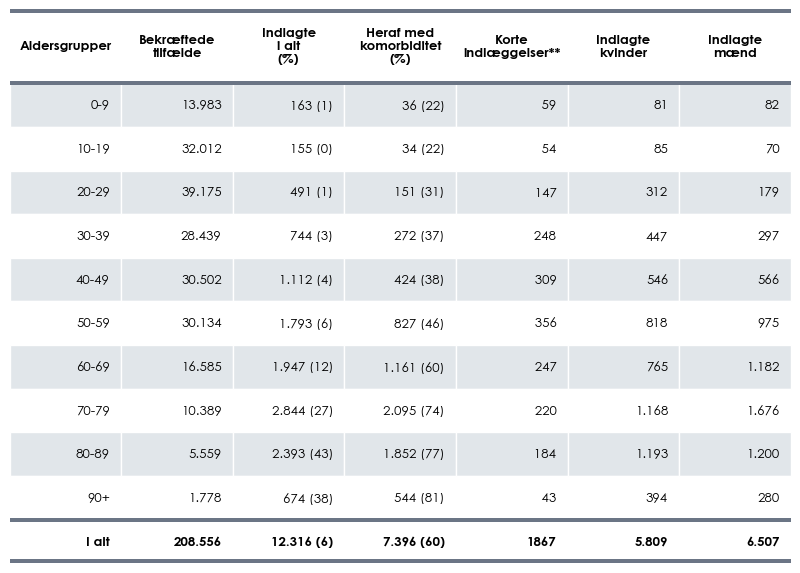 Aldersgrupper Bekræftede tilfælde Indlagte I alt (%) Heraf med komorbiditet (%) Korte indlæggelser** Indlagte kvinder Indlagte mænd
0-9 13.983 163 (1) 36 (22) 59 81 82
10-19 32.012 155 (0) 34 (22) 54 85 70
20-29 39.175 491 (1) 151 (31) 147 312 179
30-39 28.439 744 (3) 272 (37) 248 447 297
40-49 30.502 1.112 (4) 424 (38) 309 546 566
50-59 30.134 1.793 (6) 827 (46) 356 818 975
60-69 16.585 1.947 (12) 1.161 (60) 247 765 1.182
70-79 10.389 2.844 (27) 2.095 (74) 220 1.168 1.676
80-89 5.559 2.393 (43) 1.852 (77) 184 1.193 1.200
90+ 1.778 674 (38) 544 (81) 43 394 280
I alt 208.556 12.316 (6) 7.396 (60) 1867 5.809 6.507